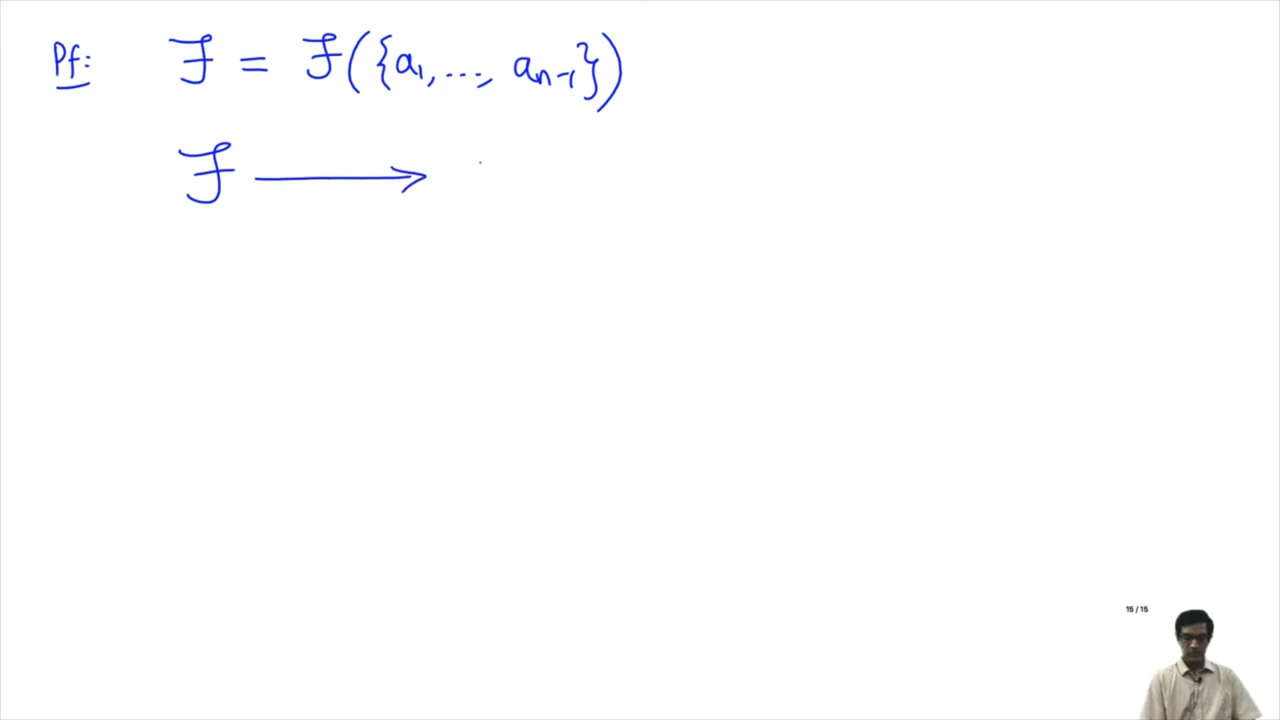 Pf: ℱ = ℱ({a₁, ..., aₙ₋₁})
ℱ ⟶
15 / 15